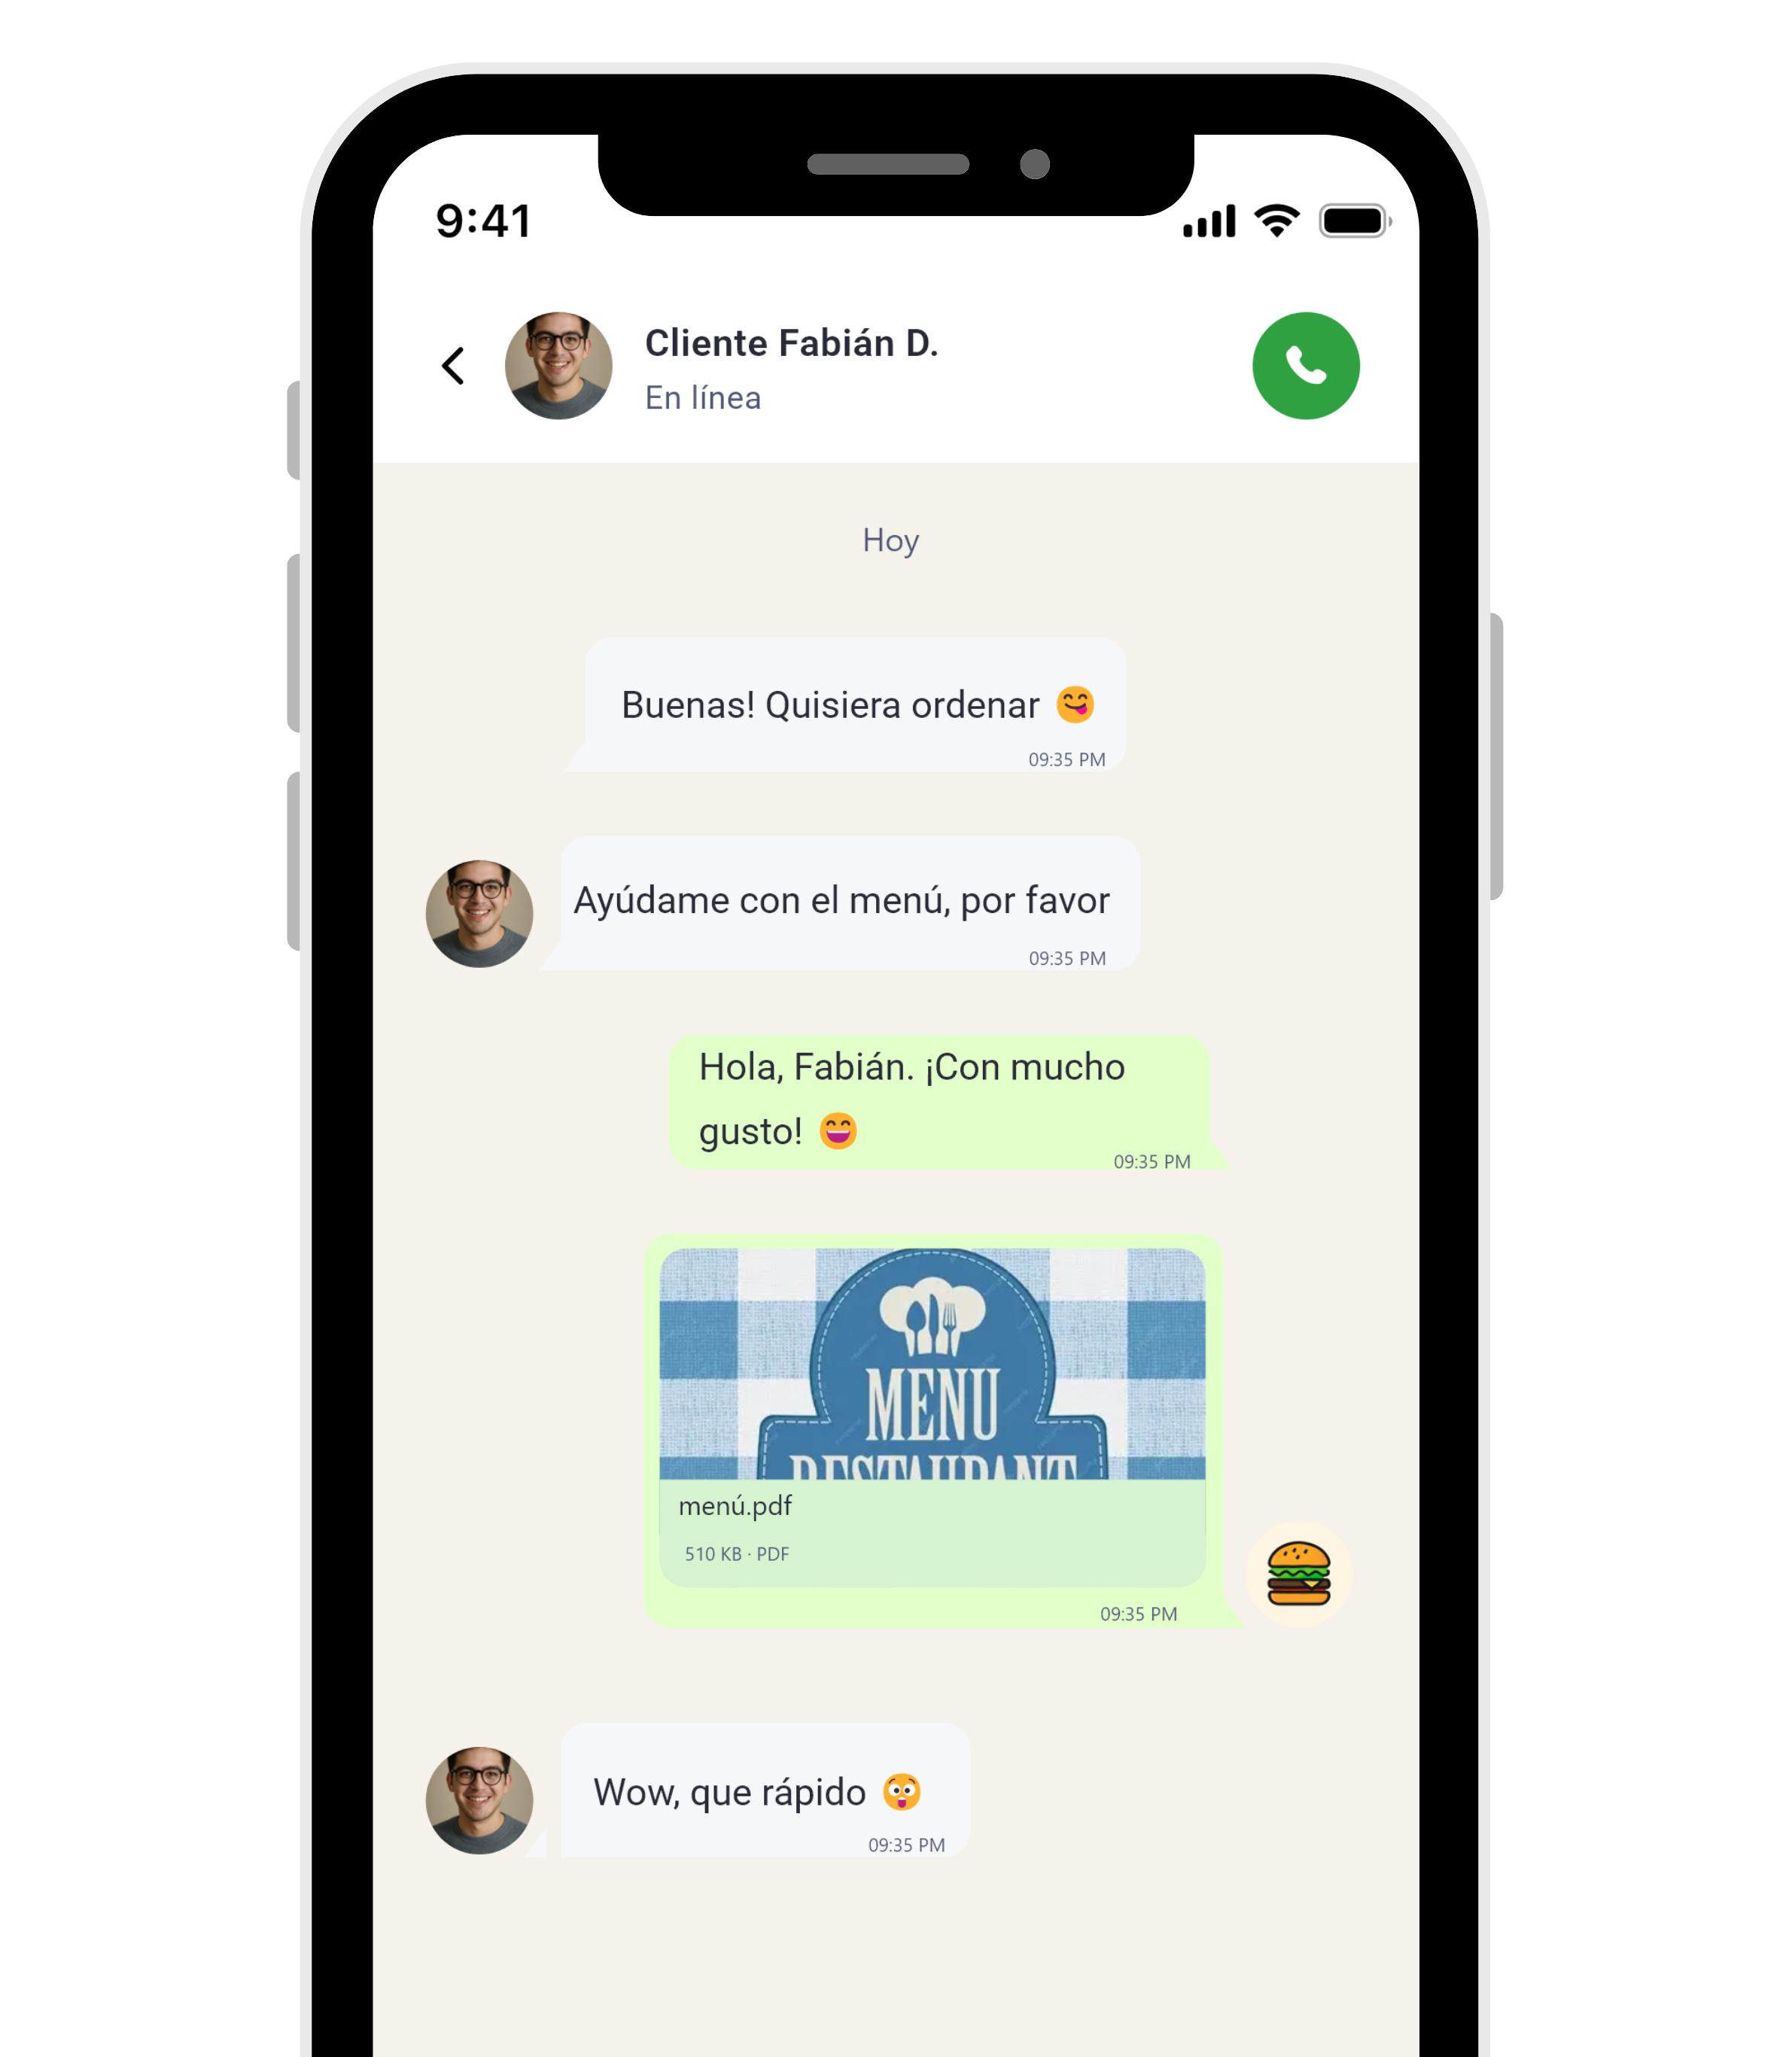 9:41
Cliente Fabián D.
En línea
Hoy
Buenas! Quisiera ordenar 😋
09:35 PM
Ayúdame con el menú, por favor
09:35 PM
Hola, Fabián. ¡Con mucho
gusto! 😄
09:35 PM
MENU
RESTAURANT
menú.pdf
510 KB · PDF
09:35 PM
Wow, que rápido 😲
09:35 PM